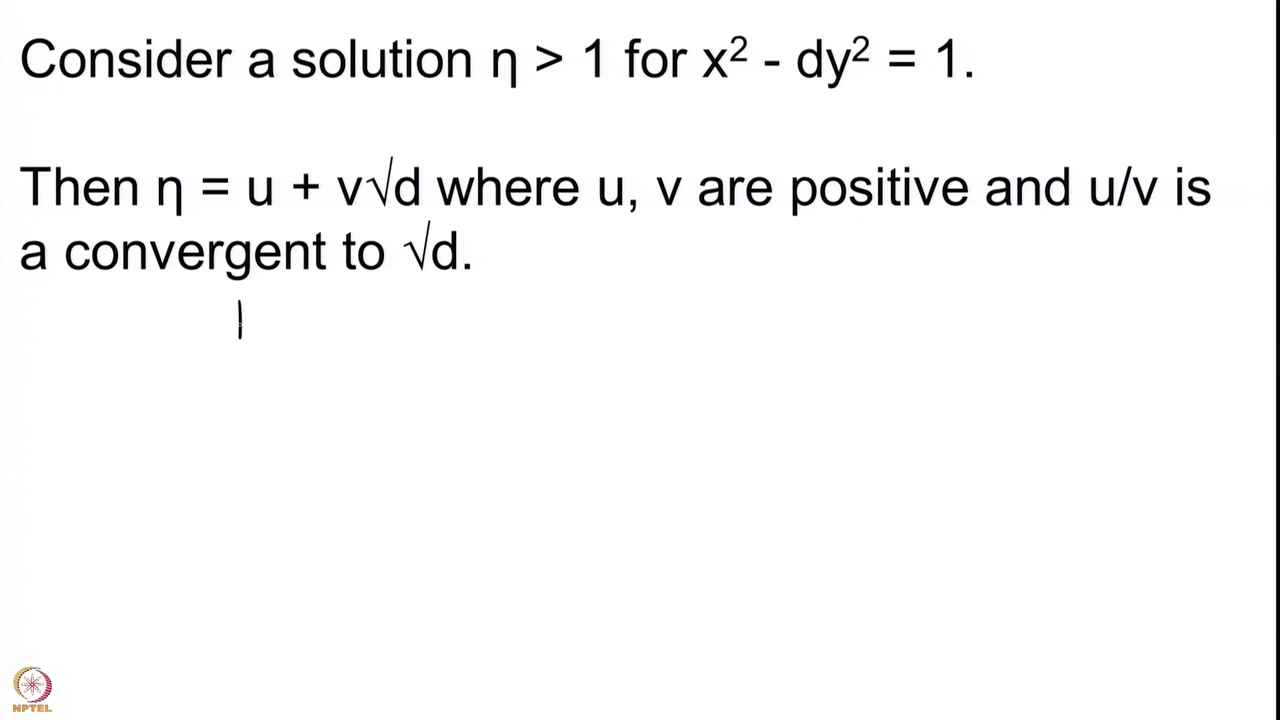 Consider a solution η > 1 for x² - dy² = 1.
Then η = u + v√d where u, v are positive and u/v is
a convergent to √d.
NPTEL